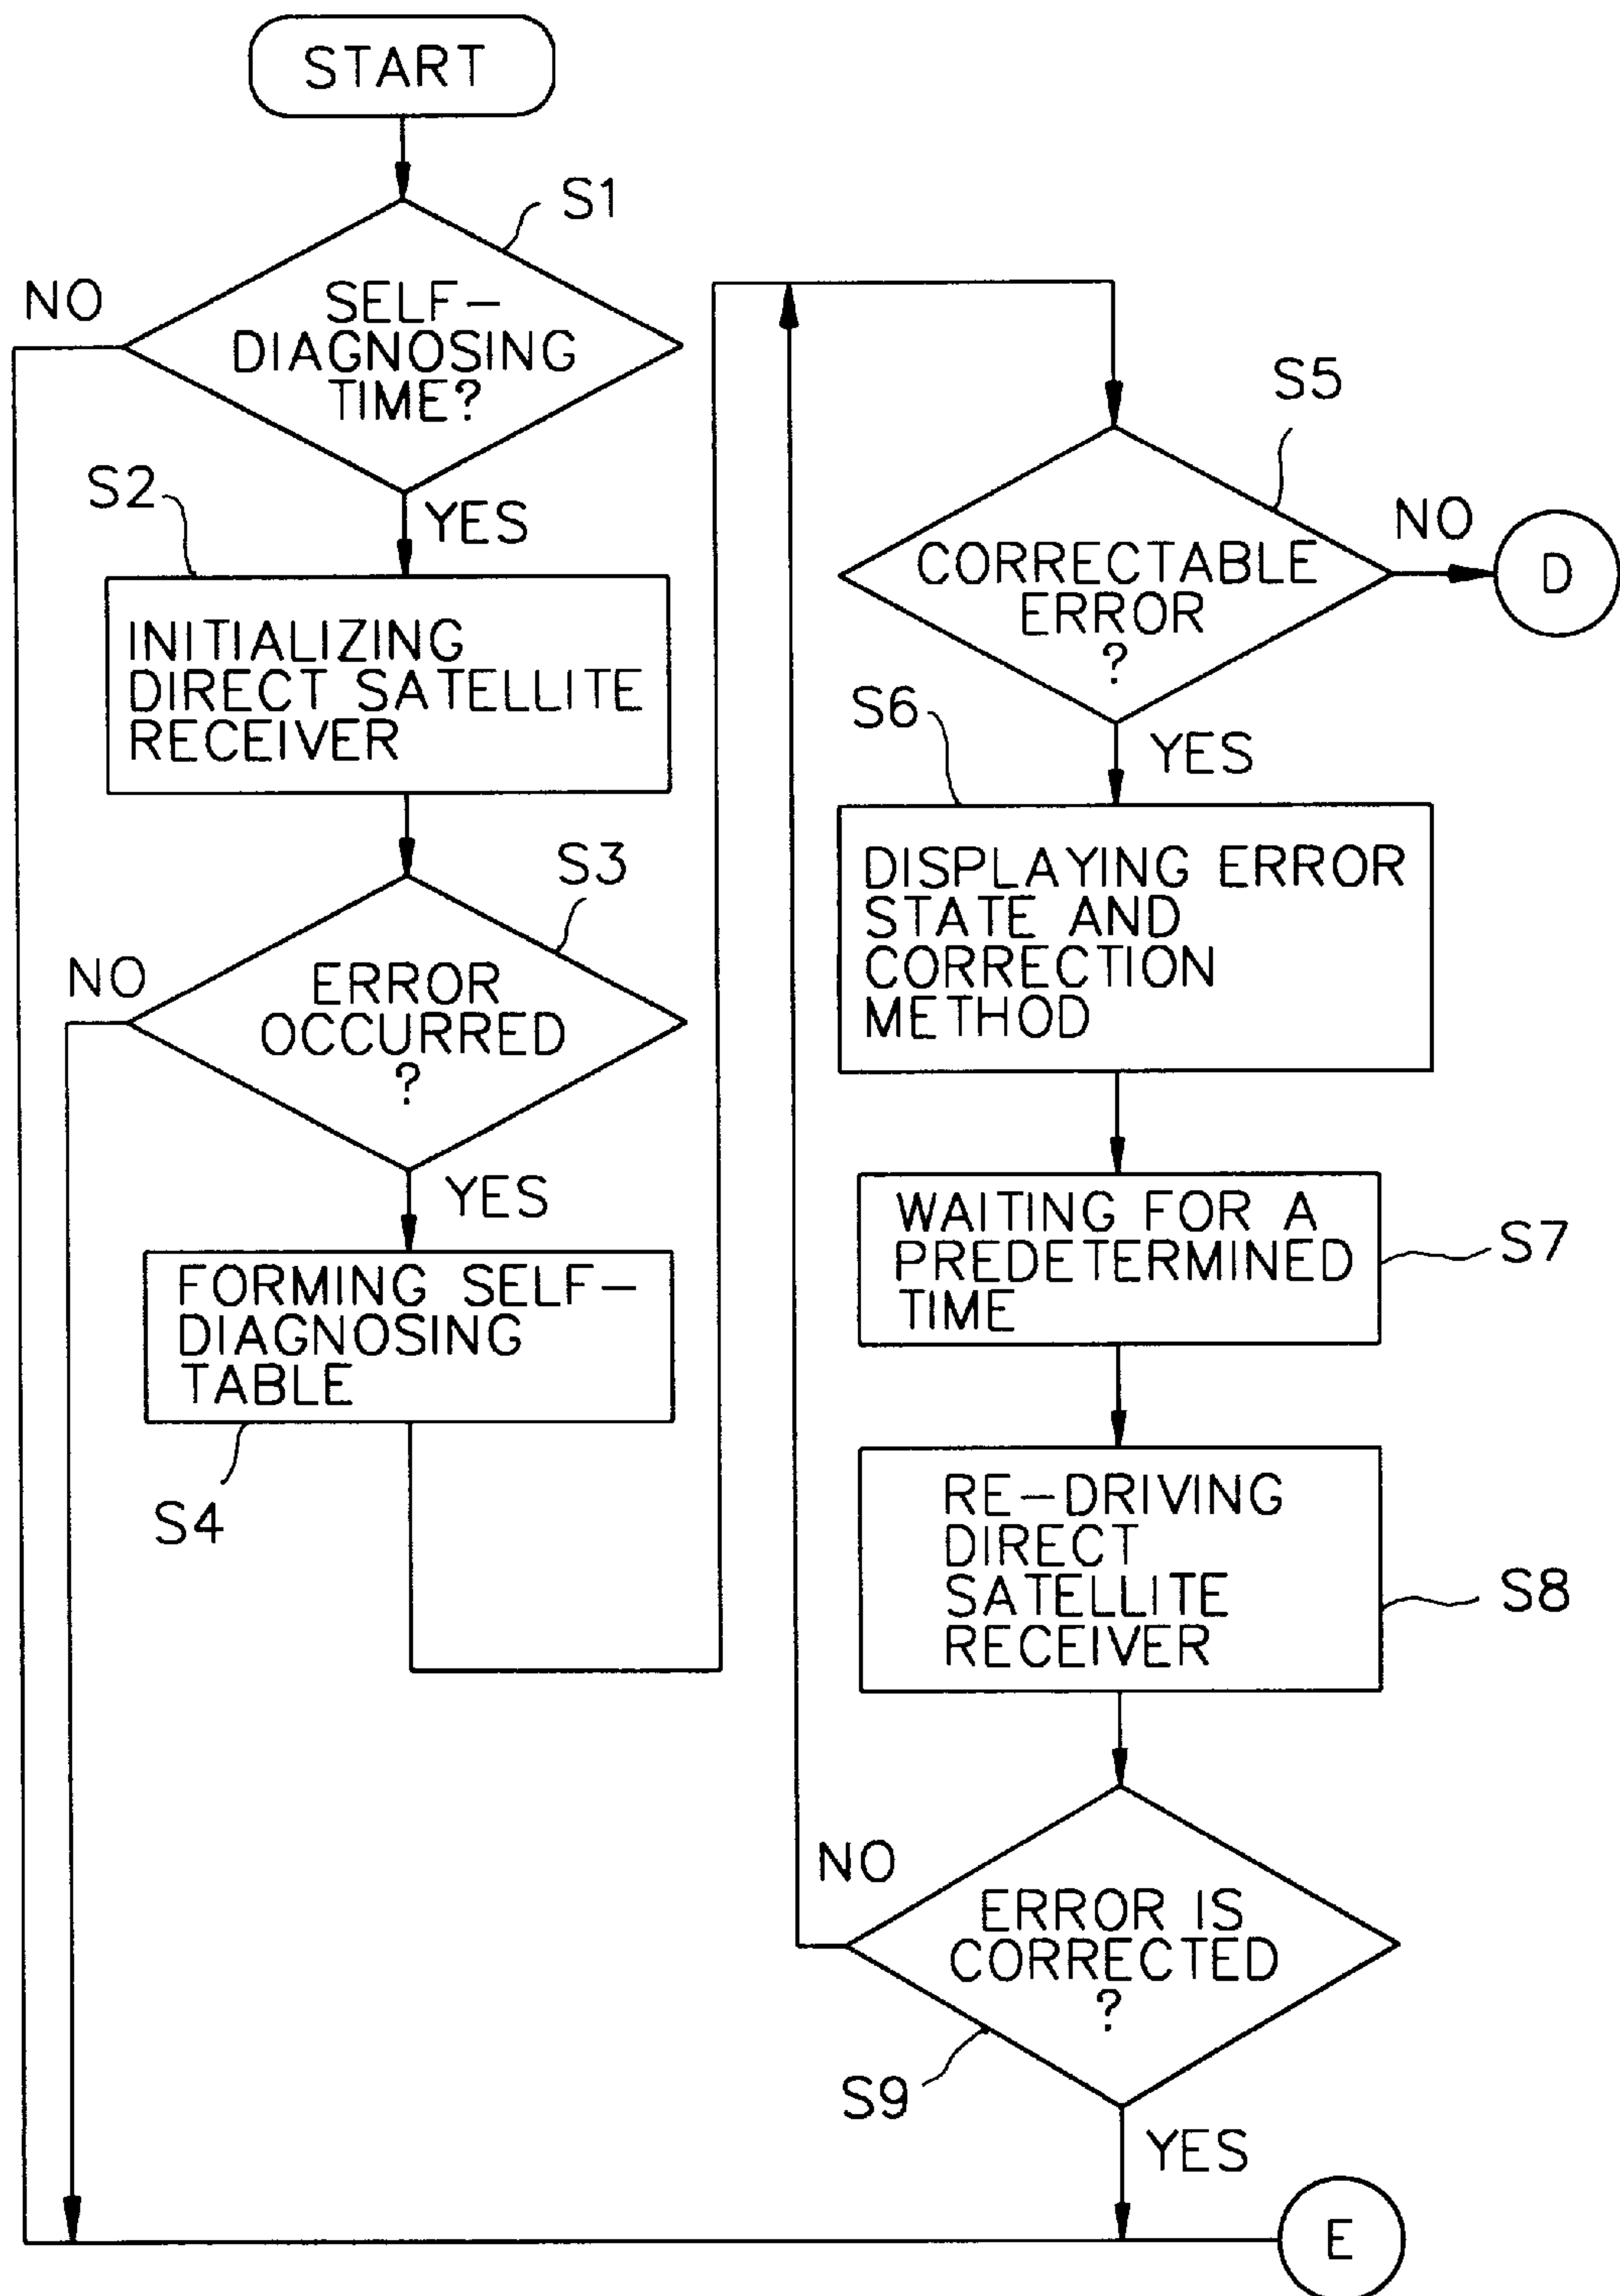 START
S1
NO
SELF-
DIAGNOSING
TIME?
YES
S2
INITIALIZING
DIRECT SATELLITE
RECEIVER
S3
NO
ERROR
OCCURRED
?
YES
FORMING SELF-
DIAGNOSING
TABLE
S4
S5
CORRECTABLE
ERROR
?
NO
D
YES
S6
DISPLAYING ERROR
STATE AND
CORRECTION
METHOD
WAITING FOR A
PREDETERMINED
TIME
S7
RE-DRIVING
DIRECT
SATELLITE
RECEIVER
S8
NO
ERROR IS
CORRECTED
?
S9
YES
E